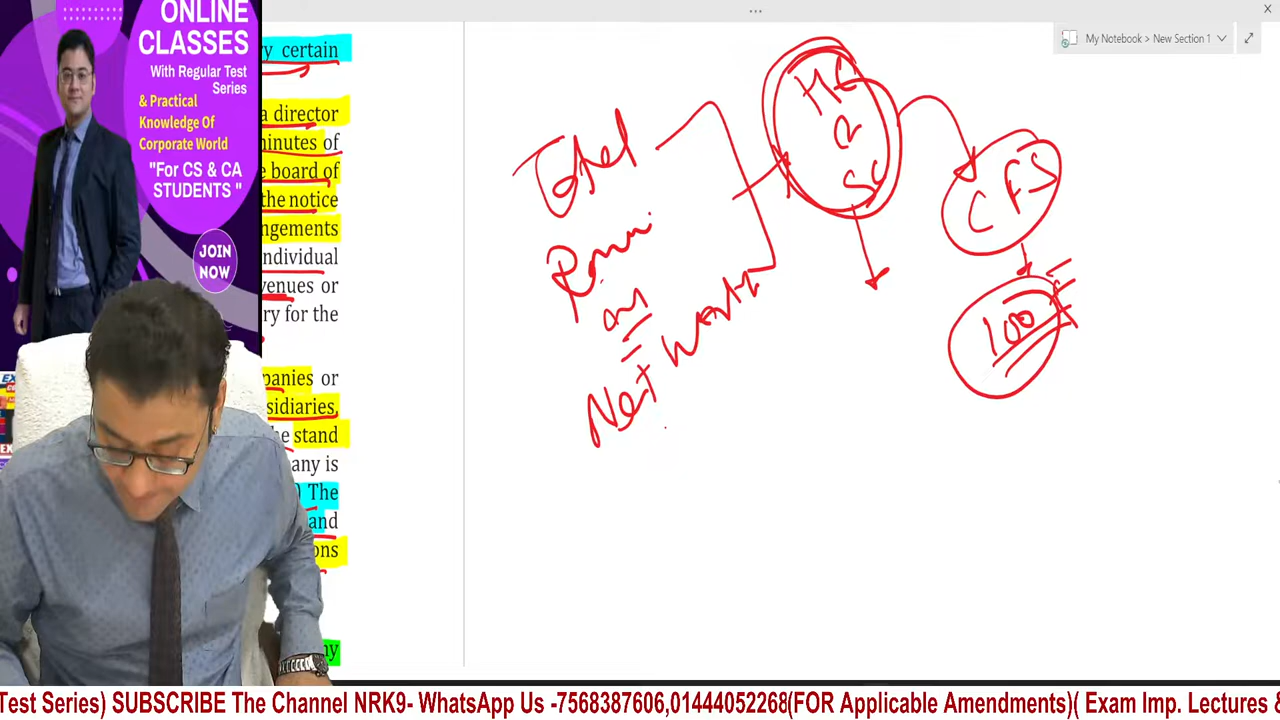 ONLINE
CLASSES
With Regular Test
Series
& Practical
Knowledge Of
Corporate World
"For CS & CA
STUDENTS "
JOIN
NOW
ry certain
a director
minutes of
e board of
the notice
ngements
individual
venues or
ry for the
panies or
sidiaries,
he stand
any is
) The
and
ons
ny
My Notebook > New Section 1
Total
or
Net Worth
HC
&
SC
CFS
100
Test Series) SUBSCRIBE The Channel NRK9- WhatsApp Us -7568387606,01444052268(FOR Applicable Amendments)( Exam Imp. Lectures &